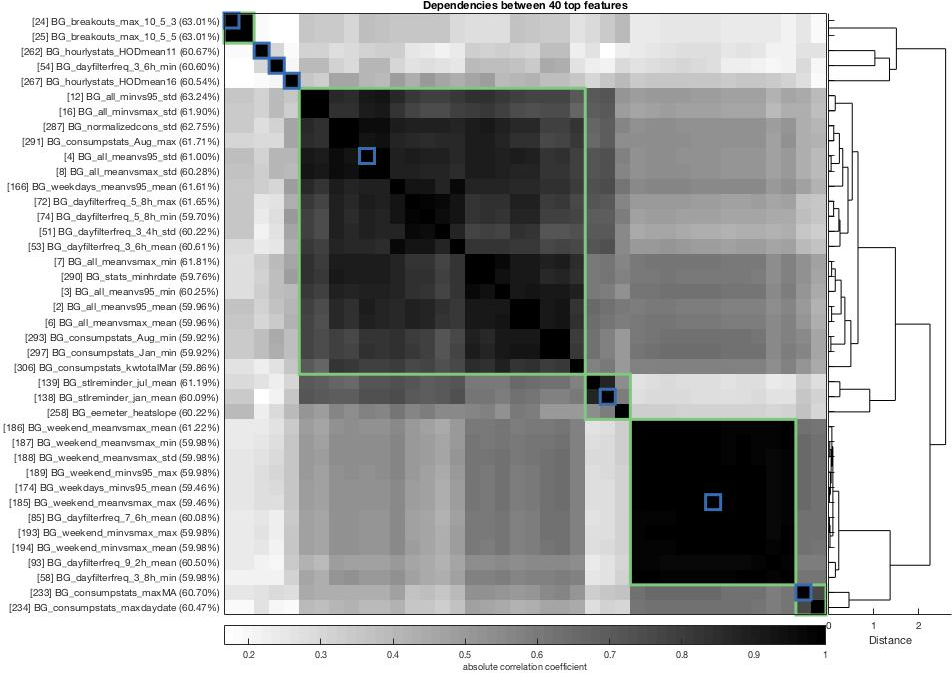 Dependencies between 40 top features
[24] BG_breakouts_max_10_5_3 (63.01%)
[25] BG_breakouts_max_10_5_5 (63.01%)
[262] BG_hourlystats_HODmean11 (60.67%)
[54] BG_dayfilterfreq_3_6h_min (60.60%)
[267] BG_hourlystats_HODmean16 (60.54%)
[12] BG_all_minvs95_std (63.24%)
[16] BG_all_minvsmax_std (61.90%)
[287] BG_normalizedcons_std (62.75%)
[291] BG_consumpstats_Aug_max (61.71%)
[4] BG_all_meanvs95_std (61.00%)
[8] BG_all_meanvsmax_std (60.28%)
[166] BG_weekdays_meanvs95_mean (61.61%)
[72] BG_dayfilterfreq_5_8h_max (61.65%)
[74] BG_dayfilterfreq_5_8h_min (59.70%)
[51] BG_dayfilterfreq_3_4h_std (60.22%)
[53] BG_dayfilterfreq_3_6h_mean (60.61%)
[7] BG_all_meanvsmax_min (61.81%)
[290] BG_stats_minhrdate (59.76%)
[3] BG_all_meanvs95_min (60.25%)
[2] BG_all_meanvs95_mean (59.96%)
[6] BG_all_meanvsmax_mean (59.96%)
[293] BG_consumpstats_Aug_min (59.92%)
[297] BG_consumpstats_Jan_min (59.92%)
[306] BG_consumpstats_kwtotalMar (59.86%)
[139] BG_stlreminder_jul_mean (61.19%)
[138] BG_stlreminder_jan_mean (60.09%)
[258] BG_eemeter_heatslope (60.22%)
[186] BG_weekend_meanvsmax_mean (61.22%)
[187] BG_weekend_meanvsmax_min (59.98%)
[188] BG_weekend_meanvsmax_std (59.98%)
[189] BG_weekend_minvs95_max (59.98%)
[174] BG_weekdays_minvs95_mean (59.46%)
[185] BG_weekend_meanvsmax_max (59.46%)
[85] BG_dayfilterfreq_7_6h_mean (60.08%)
[193] BG_weekend_minvsmax_max (59.98%)
[194] BG_weekend_minvsmax_mean (59.98%)
[93] BG_dayfilterfreq_9_2h_mean (60.50%)
[58] BG_dayfilterfreq_3_8h_min (59.98%)
[233] BG_consumpstats_maxMA (60.70%)
[234] BG_consumpstats_maxdaydate (60.47%)
0 1 2
Distance
0.2 0.3 0.4 0.5 0.6 0.7 0.8 0.9 1
absolute correlation coefficient